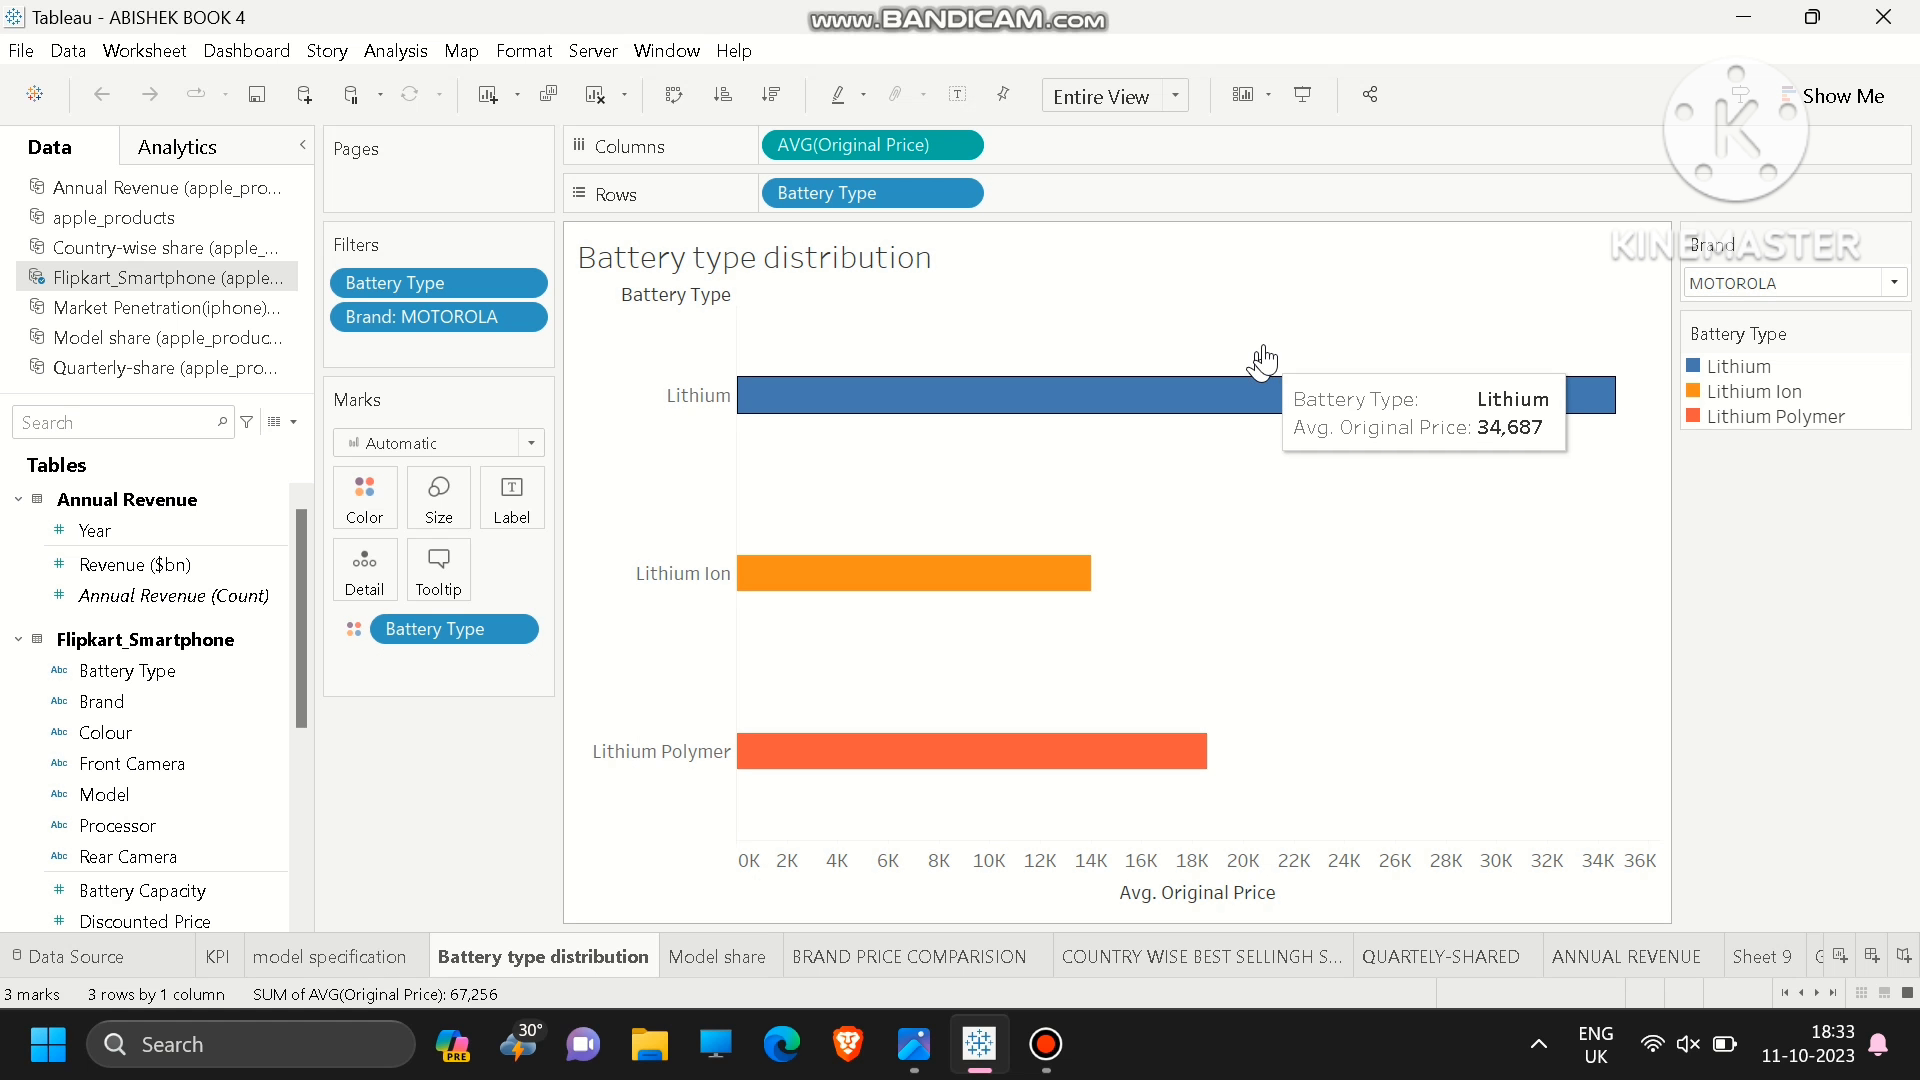 Tableau - ABISHEK BOOK 4
www.BANDICAM.com
File Data Worksheet Dashboard Story Analysis Map Format Server Window Help
Entire View
Show Me
Data
Analytics
Annual Revenue (apple_pro...
apple_products
Country-wise share (apple_...
Flipkart_Smartphone (apple...
Market Penetration(iphone)...
Model share (apple_produc...
Quarterly-share (apple_pro...
Search
Tables
Annual Revenue
Year
Revenue ($bn)
Annual Revenue (Count)
Flipkart_Smartphone
Abc Battery Type
Abc Brand
Abc Colour
Abc Front Camera
Abc Model
Abc Processor
Abc Rear Camera
# Battery Capacity
# Discounted Price
Pages
Filters
Battery Type
Brand: MOTOROLA
Marks
Automatic
Color Size Label
Detail Tooltip
Battery Type
Columns AVG(Original Price)
Rows Battery Type
Battery type distribution
Battery Type
Lithium
Battery Type: Lithium
Avg. Original Price: 34,687
Lithium Ion
Lithium Polymer
0K 2K 4K 6K 8K 10K 12K 14K 16K 18K 20K 22K 24K 26K 28K 30K 32K 34K 36K
Avg. Original Price
K
KINEMASTER
Brand
MOTOROLA
Battery Type
Lithium
Lithium Ion
Lithium Polymer
Data Source KPI model specification Battery type distribution Model share BRAND PRICE COMPARISION COUNTRY WISE BEST SELLINGH S... QUARTELY-SHARED ANNUAL REVENUE Sheet 9
3 marks 3 rows by 1 column SUM of AVG(Original Price): 67,256
Search
PRE
30°
ENG
UK
18:33
11-10-2023